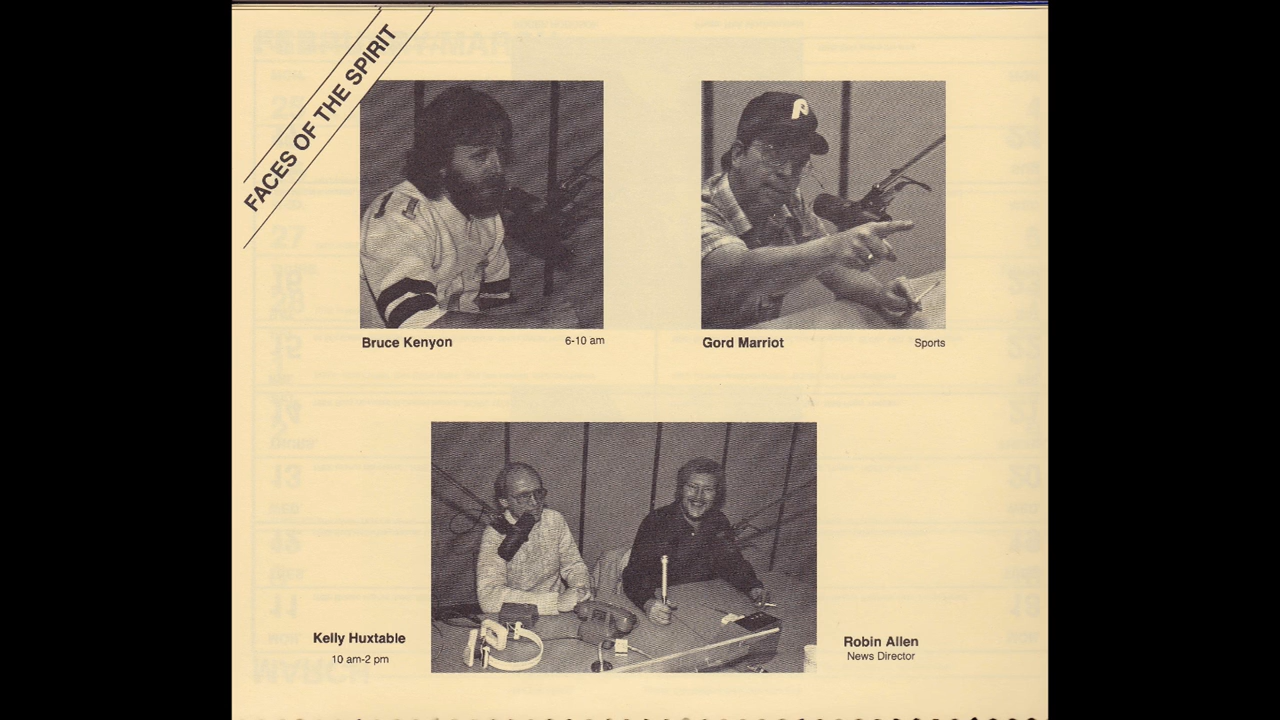 FACES OF THE SPIRIT
Bruce Kenyon
6-10 am
Gord Marriot
Sports
Kelly Huxtable
10 am-2 pm
Robin Allen
News Director